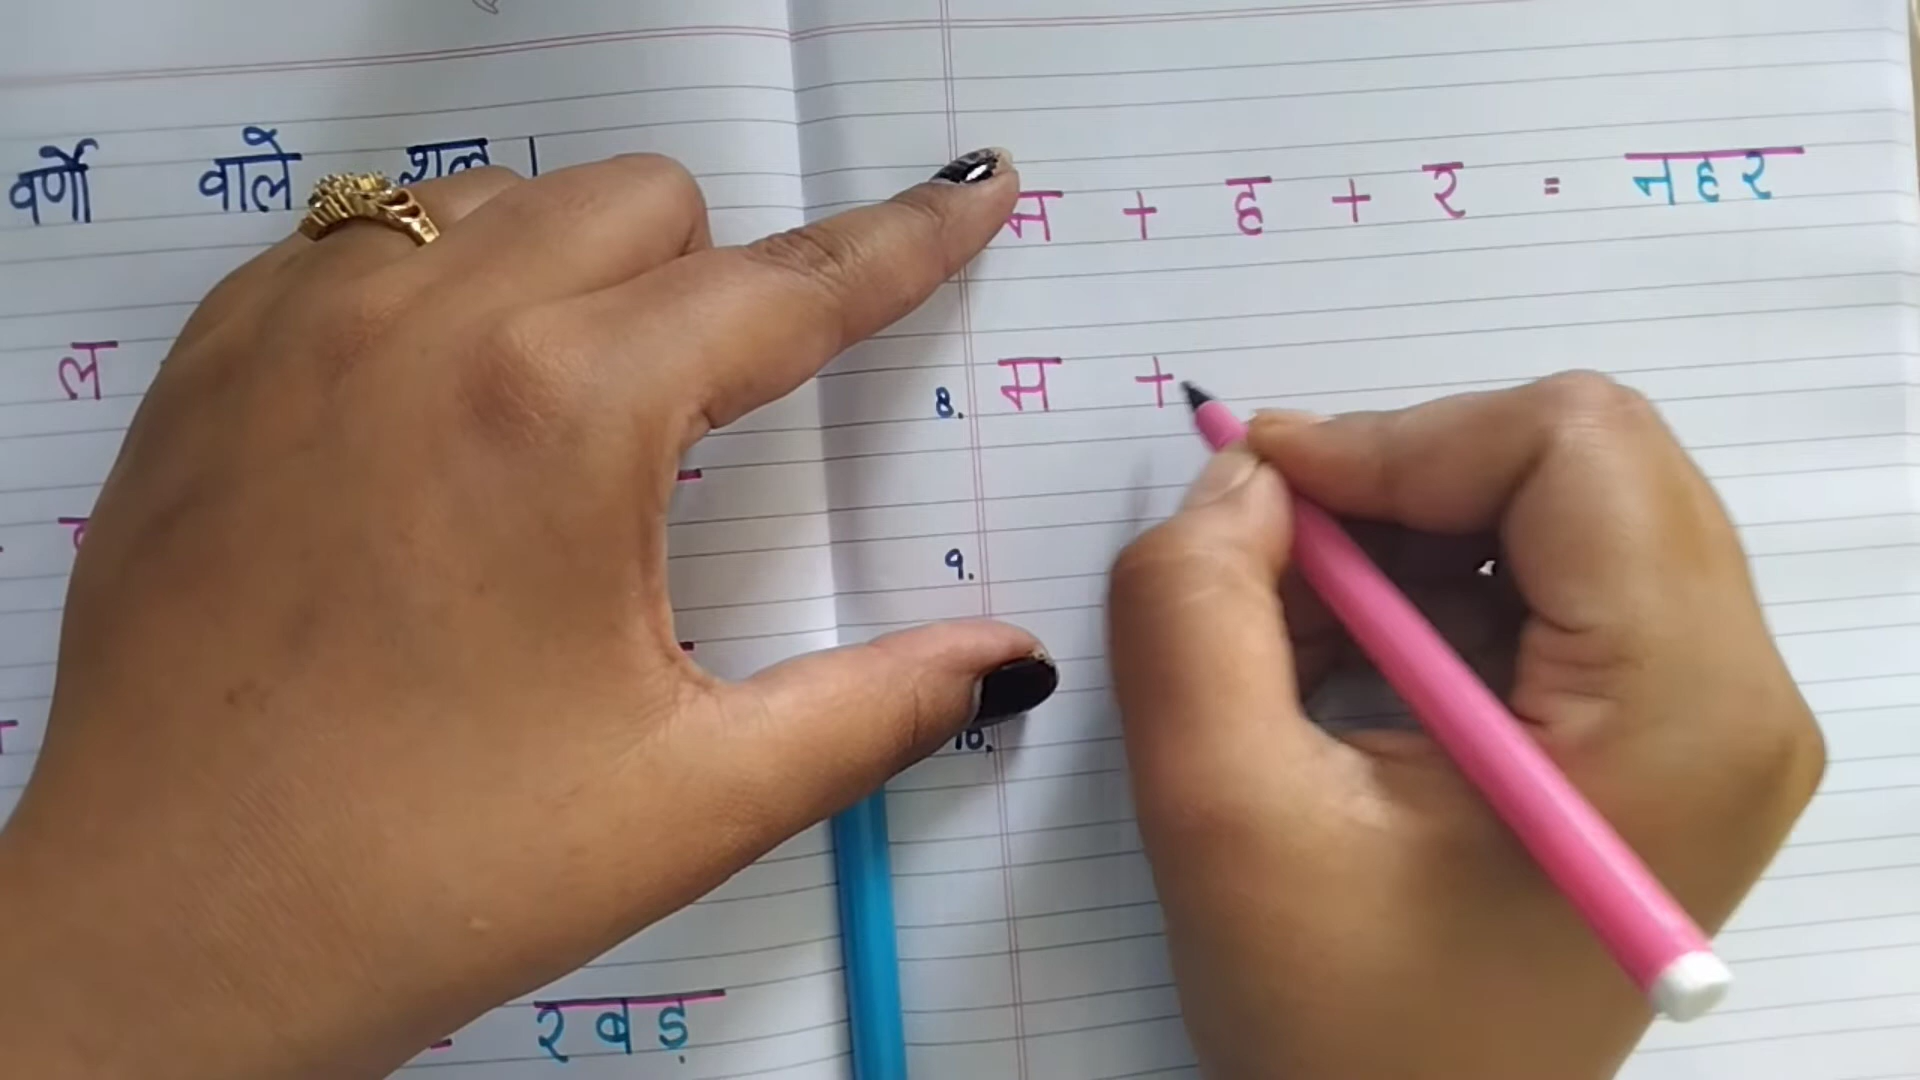 वर्णो वाले
ल
रबड़
न + ह + र = नहर
8. म +
9.
10.